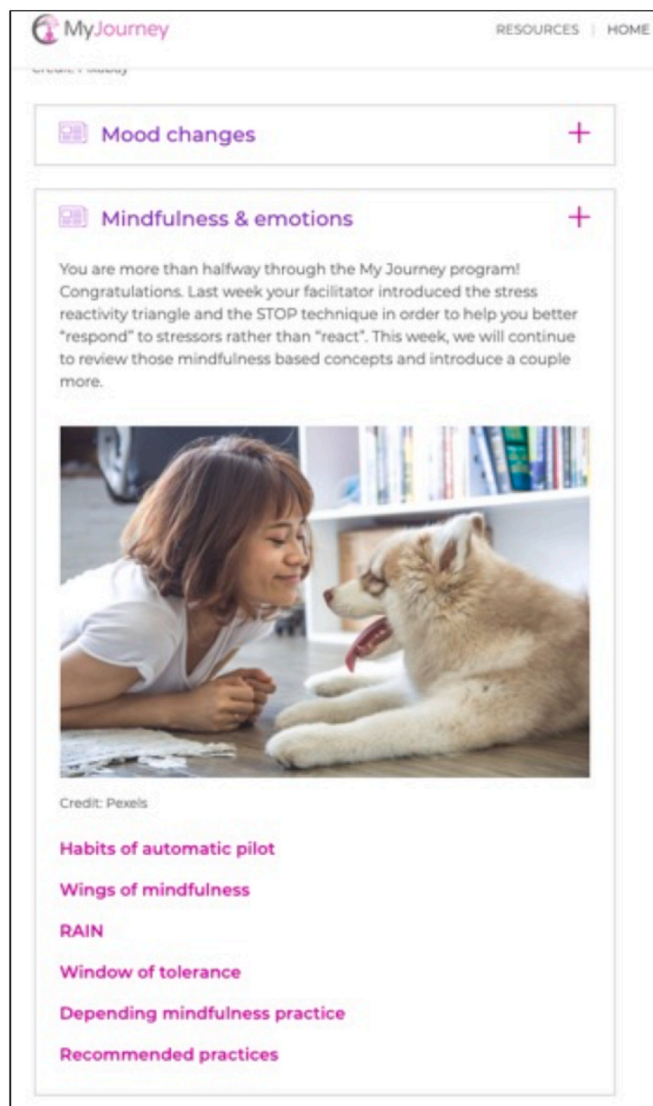 MyJourney
RESOURCES | HOME
Mood changes
Mindfulness & emotions
You are more than halfway through the My Journey program!
Congratulations. Last week your facilitator introduced the stress
reactivity triangle and the STOP technique in order to help you better
“respond” to stressors rather than “react”. This week, we will continue
to review those mindfulness based concepts and introduce a couple
more.
Credit: Pexels
Habits of automatic pilot
Wings of mindfulness
RAIN
Window of tolerance
Depending mindfulness practice
Recommended practices